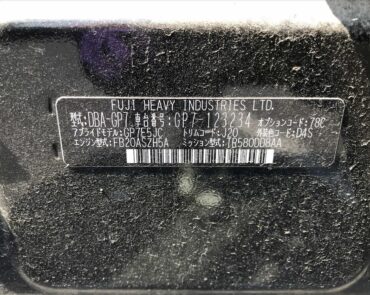 FUJI HEAVY INDUSTRIES LTD.
型式:DBA-GP7 車台番号:GP7-123234 オプションコード:78C
アプライドモデル:GP7E5JC トリムコード:J20 外装色コード:D4S
エンジン型式:FB20ASZH5A ミッション型式:TR580DD8AA